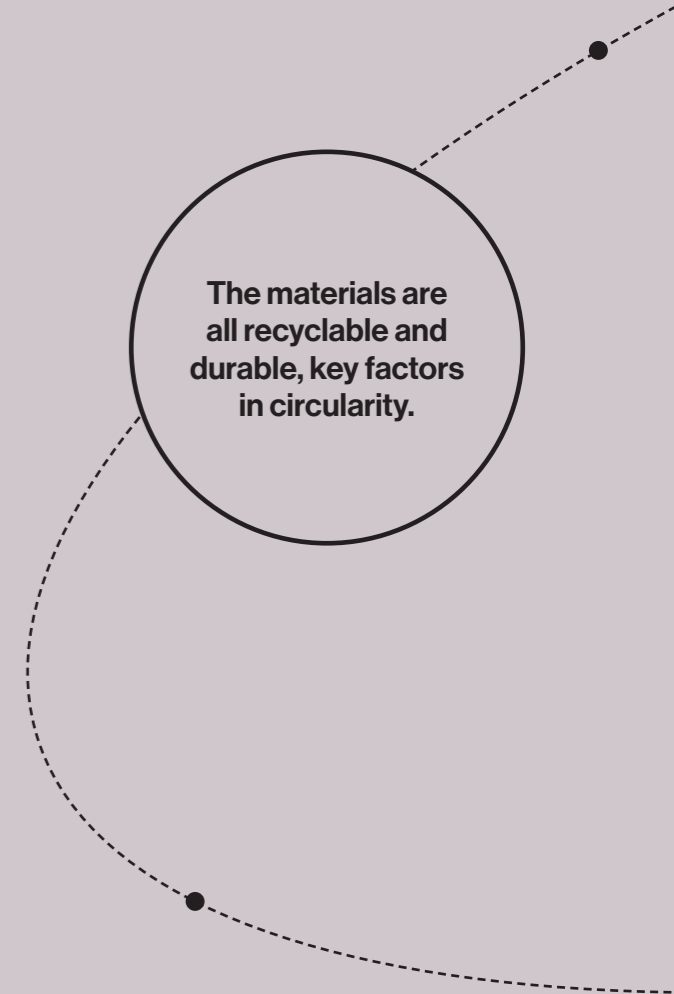 The materials are
all recyclable and
durable, key factors
in circularity.